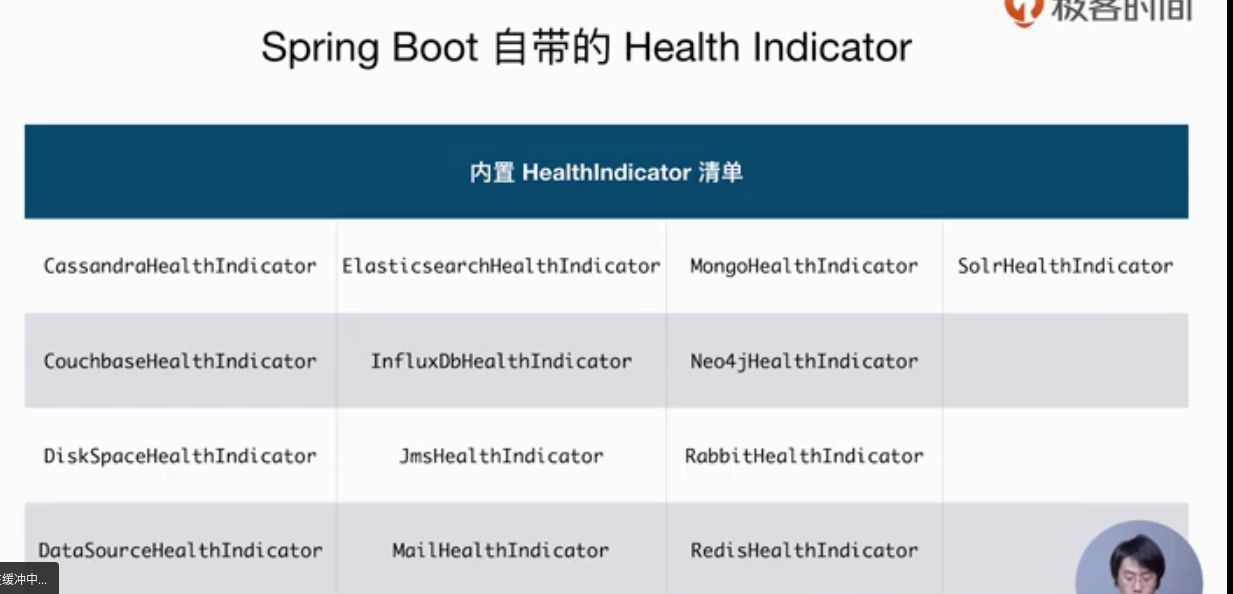 极客时间
Spring Boot 自带的 Health Indicator
内置 HealthIndicator 清单
CassandraHealthIndicator ElasticsearchHealthIndicator MongoHealthIndicator SolrHealthIndicator
CouchbaseHealthIndicator InfluxDbHealthIndicator Neo4jHealthIndicator
DiskSpaceHealthIndicator JmsHealthIndicator RabbitHealthIndicator
DataSourceHealthIndicator MailHealthIndicator RedisHealthIndicator
缓冲中...